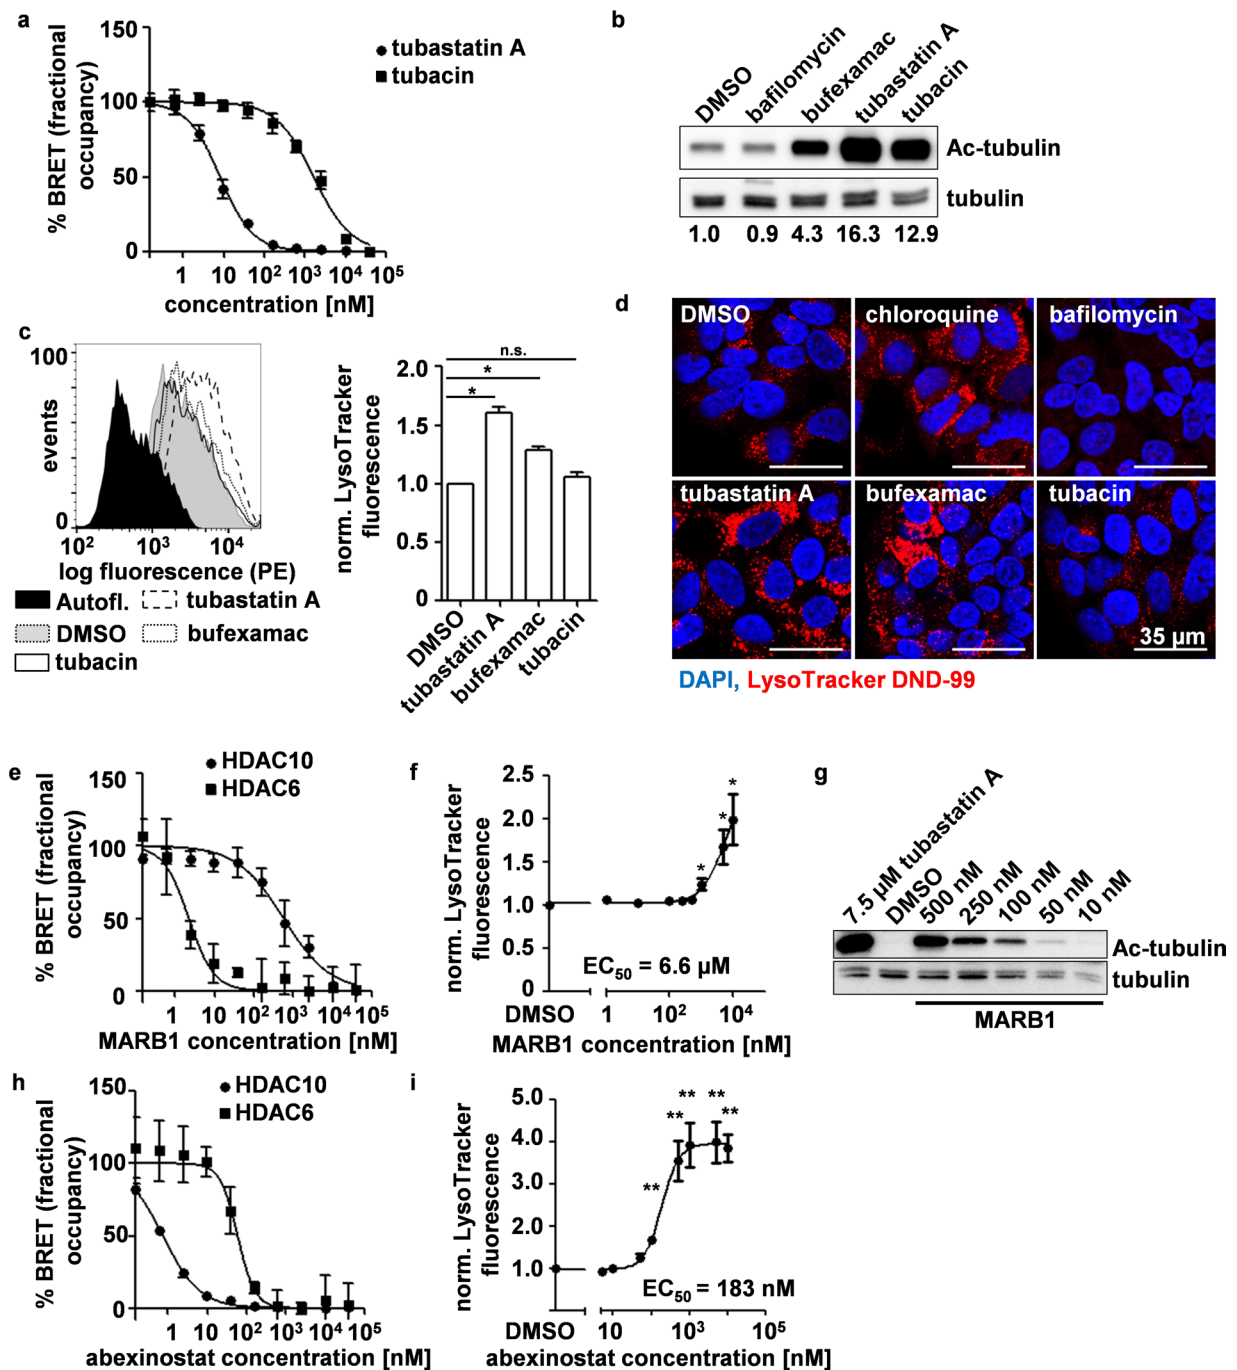 a
150
100
50
0
% BRET (fractional
occupancy)
tubastatin A
tubacin
1 10 10² 10³ 10⁴ 10⁵
concentration [nM]
b
DMSO
bafilomycin
bufexamac
tubastatin A
tubacin
Ac-tubulin
tubulin
1.0 0.9 4.3 16.3 12.9
c
100
0
events
10² 10³ 10⁴
log fluorescence (PE)
Autofl. tubastatin A
DMSO bufexamac
tubacin
norm. LysoTracker
fluorescence
2.0
1.5
1.0
0.5
0
n.s.
*
*
DMSO
tubastatin A
bufexamac
tubacin
d
DMSO chloroquine bafilomycin
tubastatin A bufexamac tubacin
35 µm
DAPI, LysoTracker DND-99
e
HDAC10
HDAC6
150
100
50
0
% BRET (fractional
occupancy)
1 10 10² 10³ 10⁴ 10⁵
MARB1 concentration [nM]
f
2.5
2.0
1.5
1.0
0.5
0
norm. LysoTracker
fluorescence
* * *
EC₅₀ = 6.6 µM
DMSO 1 10² 10⁴
MARB1 concentration [nM]
g
7.5 µM tubastatin A
DMSO
500 nM
250 nM
100 nM
50 nM
10 nM
Ac-tubulin
tubulin
MARB1
h
HDAC10
HDAC6
150
100
50
0
% BRET (fractional
occupancy)
1 10 10² 10³ 10⁴ 10⁵
abexinostat concentration [nM]
i
5.0
4.0
3.0
2.0
1.0
0
norm. LysoTracker
fluorescence
** ** ** ** **
EC₅₀ = 183 nM
DMSO 10 10³ 10⁵
abexinostat concentration [nM]